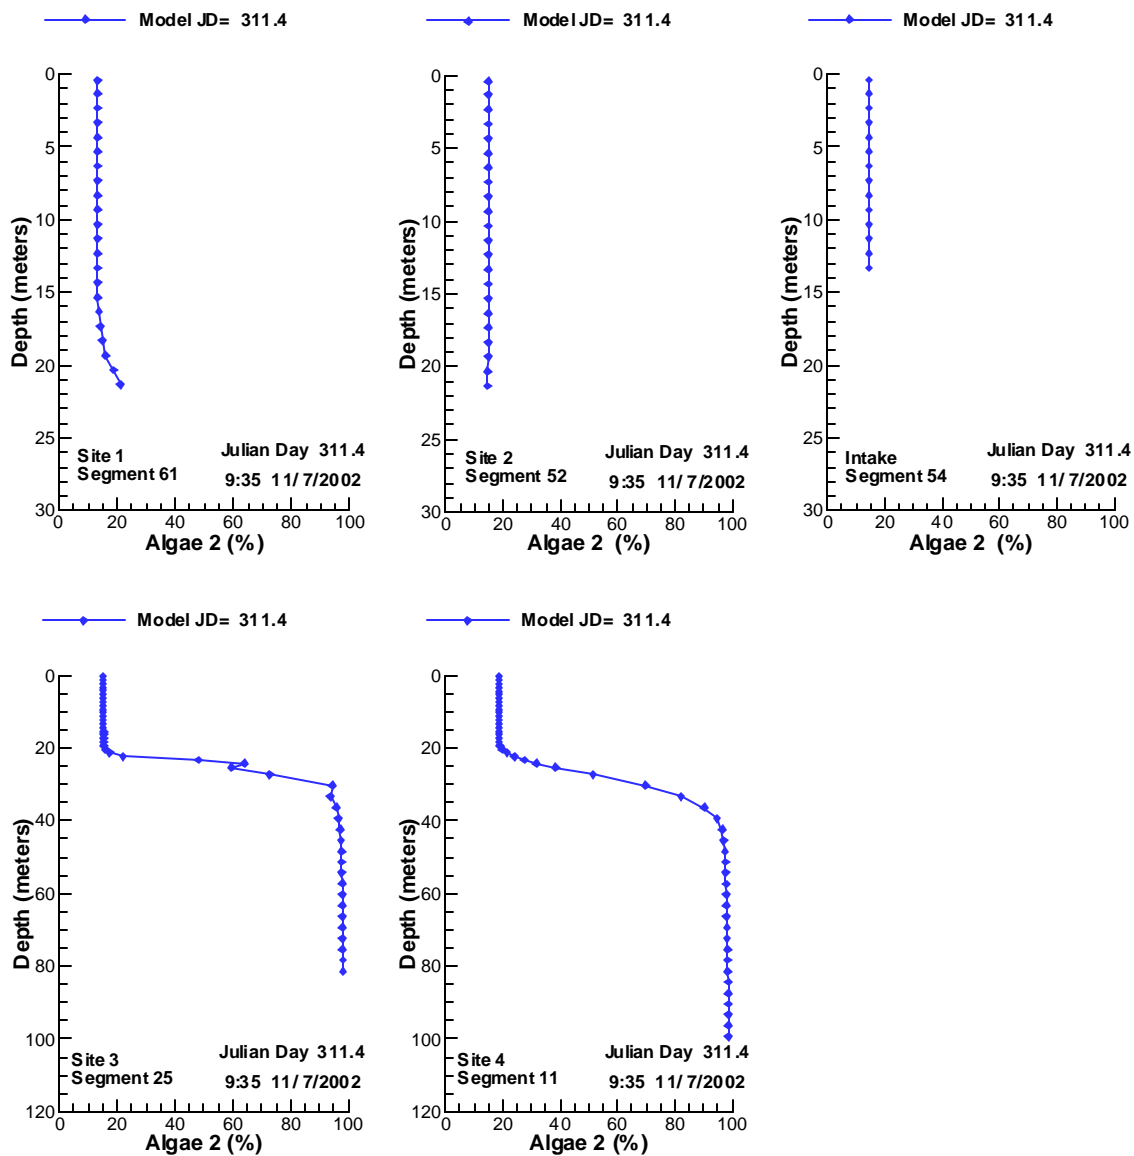 Model JD= 311.4
0
5
10
15
20
25
30
Depth (meters)
Site 1
Segment 61
Julian Day 311.4
9:35 11/ 7/2002
0 20 40 60 80 100
Algae 2 (%)
Model JD= 311.4
0
5
10
15
20
25
30
Depth (meters)
Site 2
Segment 52
Julian Day 311.4
9:35 11/ 7/2002
0 20 40 60 80 100
Algae 2 (%)
Model JD= 311.4
0
5
10
15
20
25
30
Depth (meters)
Intake
Segment 54
Julian Day 311.4
9:35 11/ 7/2002
0 20 40 60 80 100
Algae 2 (%)
Model JD= 311.4
0
20
40
60
80
100
120
Depth (meters)
Site 3
Segment 25
Julian Day 311.4
9:35 11/ 7/2002
0 20 40 60 80 100
Algae 2 (%)
Model JD= 311.4
0
20
40
60
80
100
120
Depth (meters)
Site 4
Segment 11
Julian Day 311.4
9:35 11/ 7/2002
0 20 40 60 80 100
Algae 2 (%)